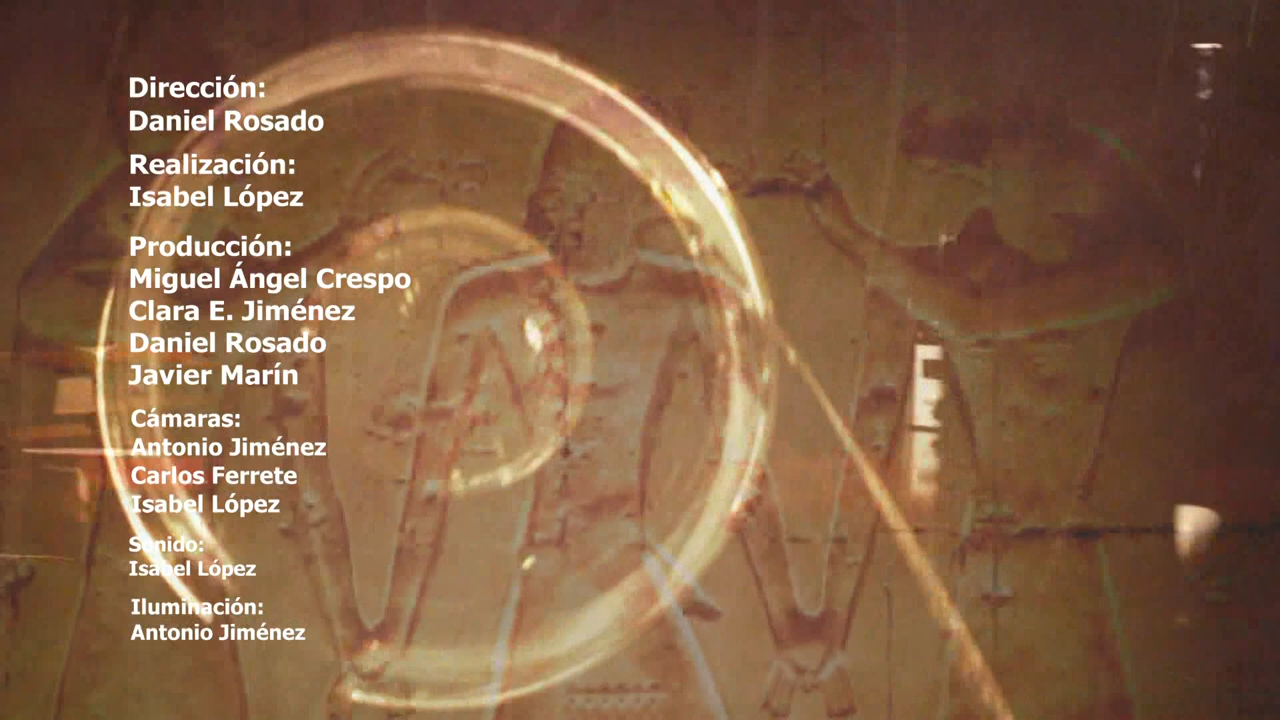 Dirección:
Daniel Rosado
Realización:
Isabel López
Producción:
Miguel Ángel Crespo
Clara E. Jiménez
Daniel Rosado
Javier Marín
Cámaras:
Antonio Jiménez
Carlos Ferrete
Isabel López
Sonido:
Isabel López
Iluminación:
Antonio Jiménez